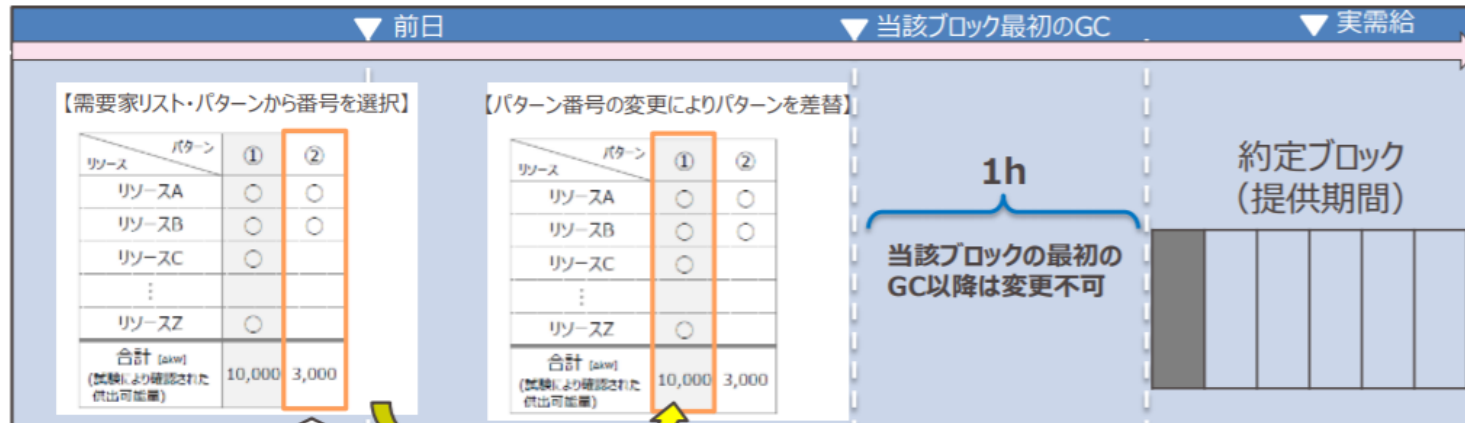 ▼ 前日
▼ 当該ブロック最初のGC
▼ 実需給
【需要家リスト・パターンから番号を選択】
パターン
リソース
① ②
リソースA ○ ○
リソースB ○ ○
リソースC ○
⋮
リソースZ ○
合計 [ΔkW]
(試験により確認された
供出可能量)
10,000 3,000
【パターン番号の変更によりパターンを差替】
パターン
リソース
① ②
リソースA ○ ○
リソースB ○ ○
リソースC ○
⋮
リソースZ ○
合計 [ΔkW]
(試験により確認された
供出可能量)
10,000 3,000
1h
当該ブロックの最初の
GC以降は変更不可
約定ブロック
(提供期間)